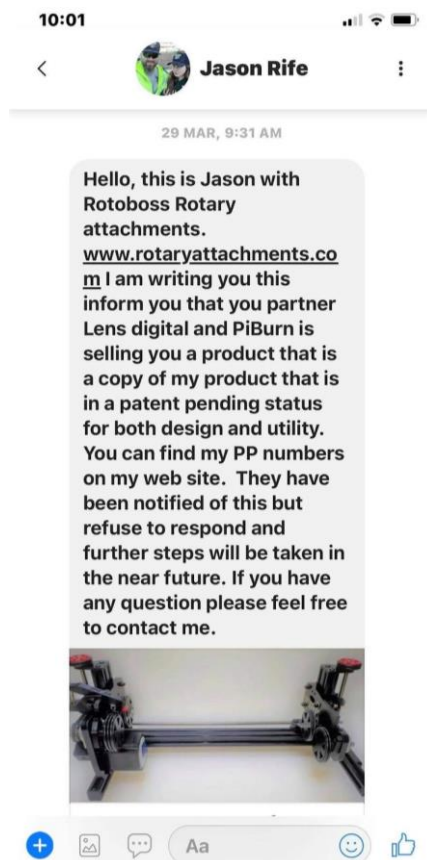 10:01
Jason Rife
29 MAR, 9:31 AM
Hello, this is Jason with
Rotoboss Rotary
attachments.
www.rotaryattachments.co
m I am writing you this
inform you that you partner
Lens digital and PiBurn is
selling you a product that is
a copy of my product that is
in a patent pending status
for both design and utility.
You can find my PP numbers
on my web site.  They have
been notified of this but
refuse to respond and
further steps will be taken in
the near future. If you have
any question please feel free
to contact me.
Aa